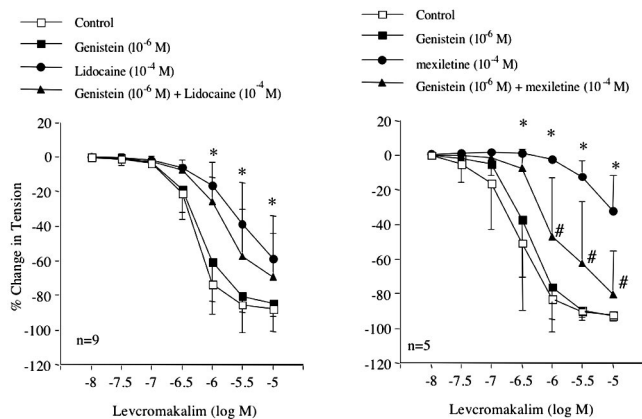 Control
Genistein (10⁻⁶ M)
Lidocaine (10⁻⁴ M)
Genistein (10⁻⁶ M) + Lidocaine (10⁻⁴ M)
20
0
-20
-40
-60
-80
-100
-120
% Change in Tension
* * *
n=9
-8 -7.5 -7 -6.5 -6 -5.5 -5
Levcromakalim (log M)
Control
Genistein (10⁻⁶ M)
mexiletine (10⁻⁴ M)
Genistein (10⁻⁶ M) + mexiletine (10⁻⁴ M)
20
0
-20
-40
-60
-80
-100
-120
* * * *
# # #
n=5
-8 -7.5 -7 -6.5 -6 -5.5 -5
Levcromakalim (log M)